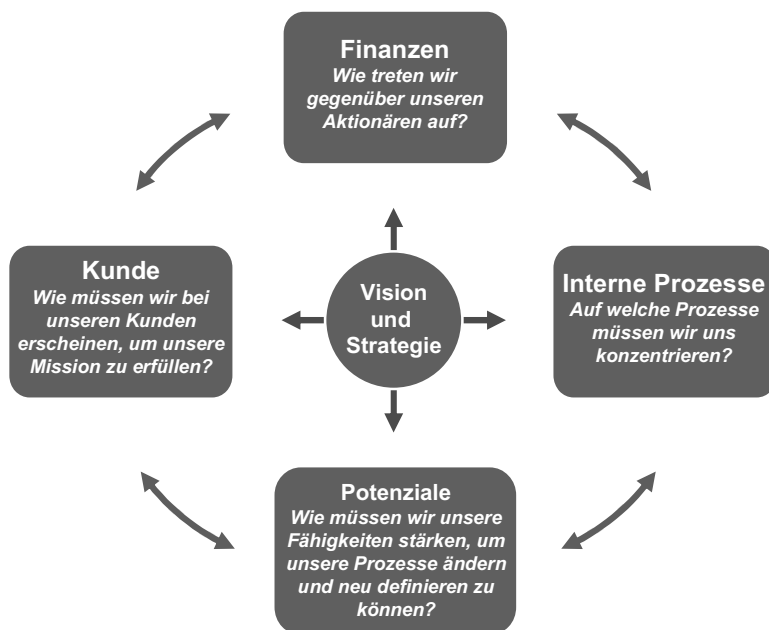 Finanzen
Wie treten wir
gegenüber unseren
Aktionären auf?
Kunde
Wie müssen wir bei
unseren Kunden
erscheinen, um unsere
Mission zu erfüllen?
Vision
und
Strategie
Interne Prozesse
Auf welche Prozesse
müssen wir uns
konzentrieren?
Potenziale
Wie müssen wir unsere
Fähigkeiten stärken, um
unsere Prozesse ändern
und neu definieren zu
können?